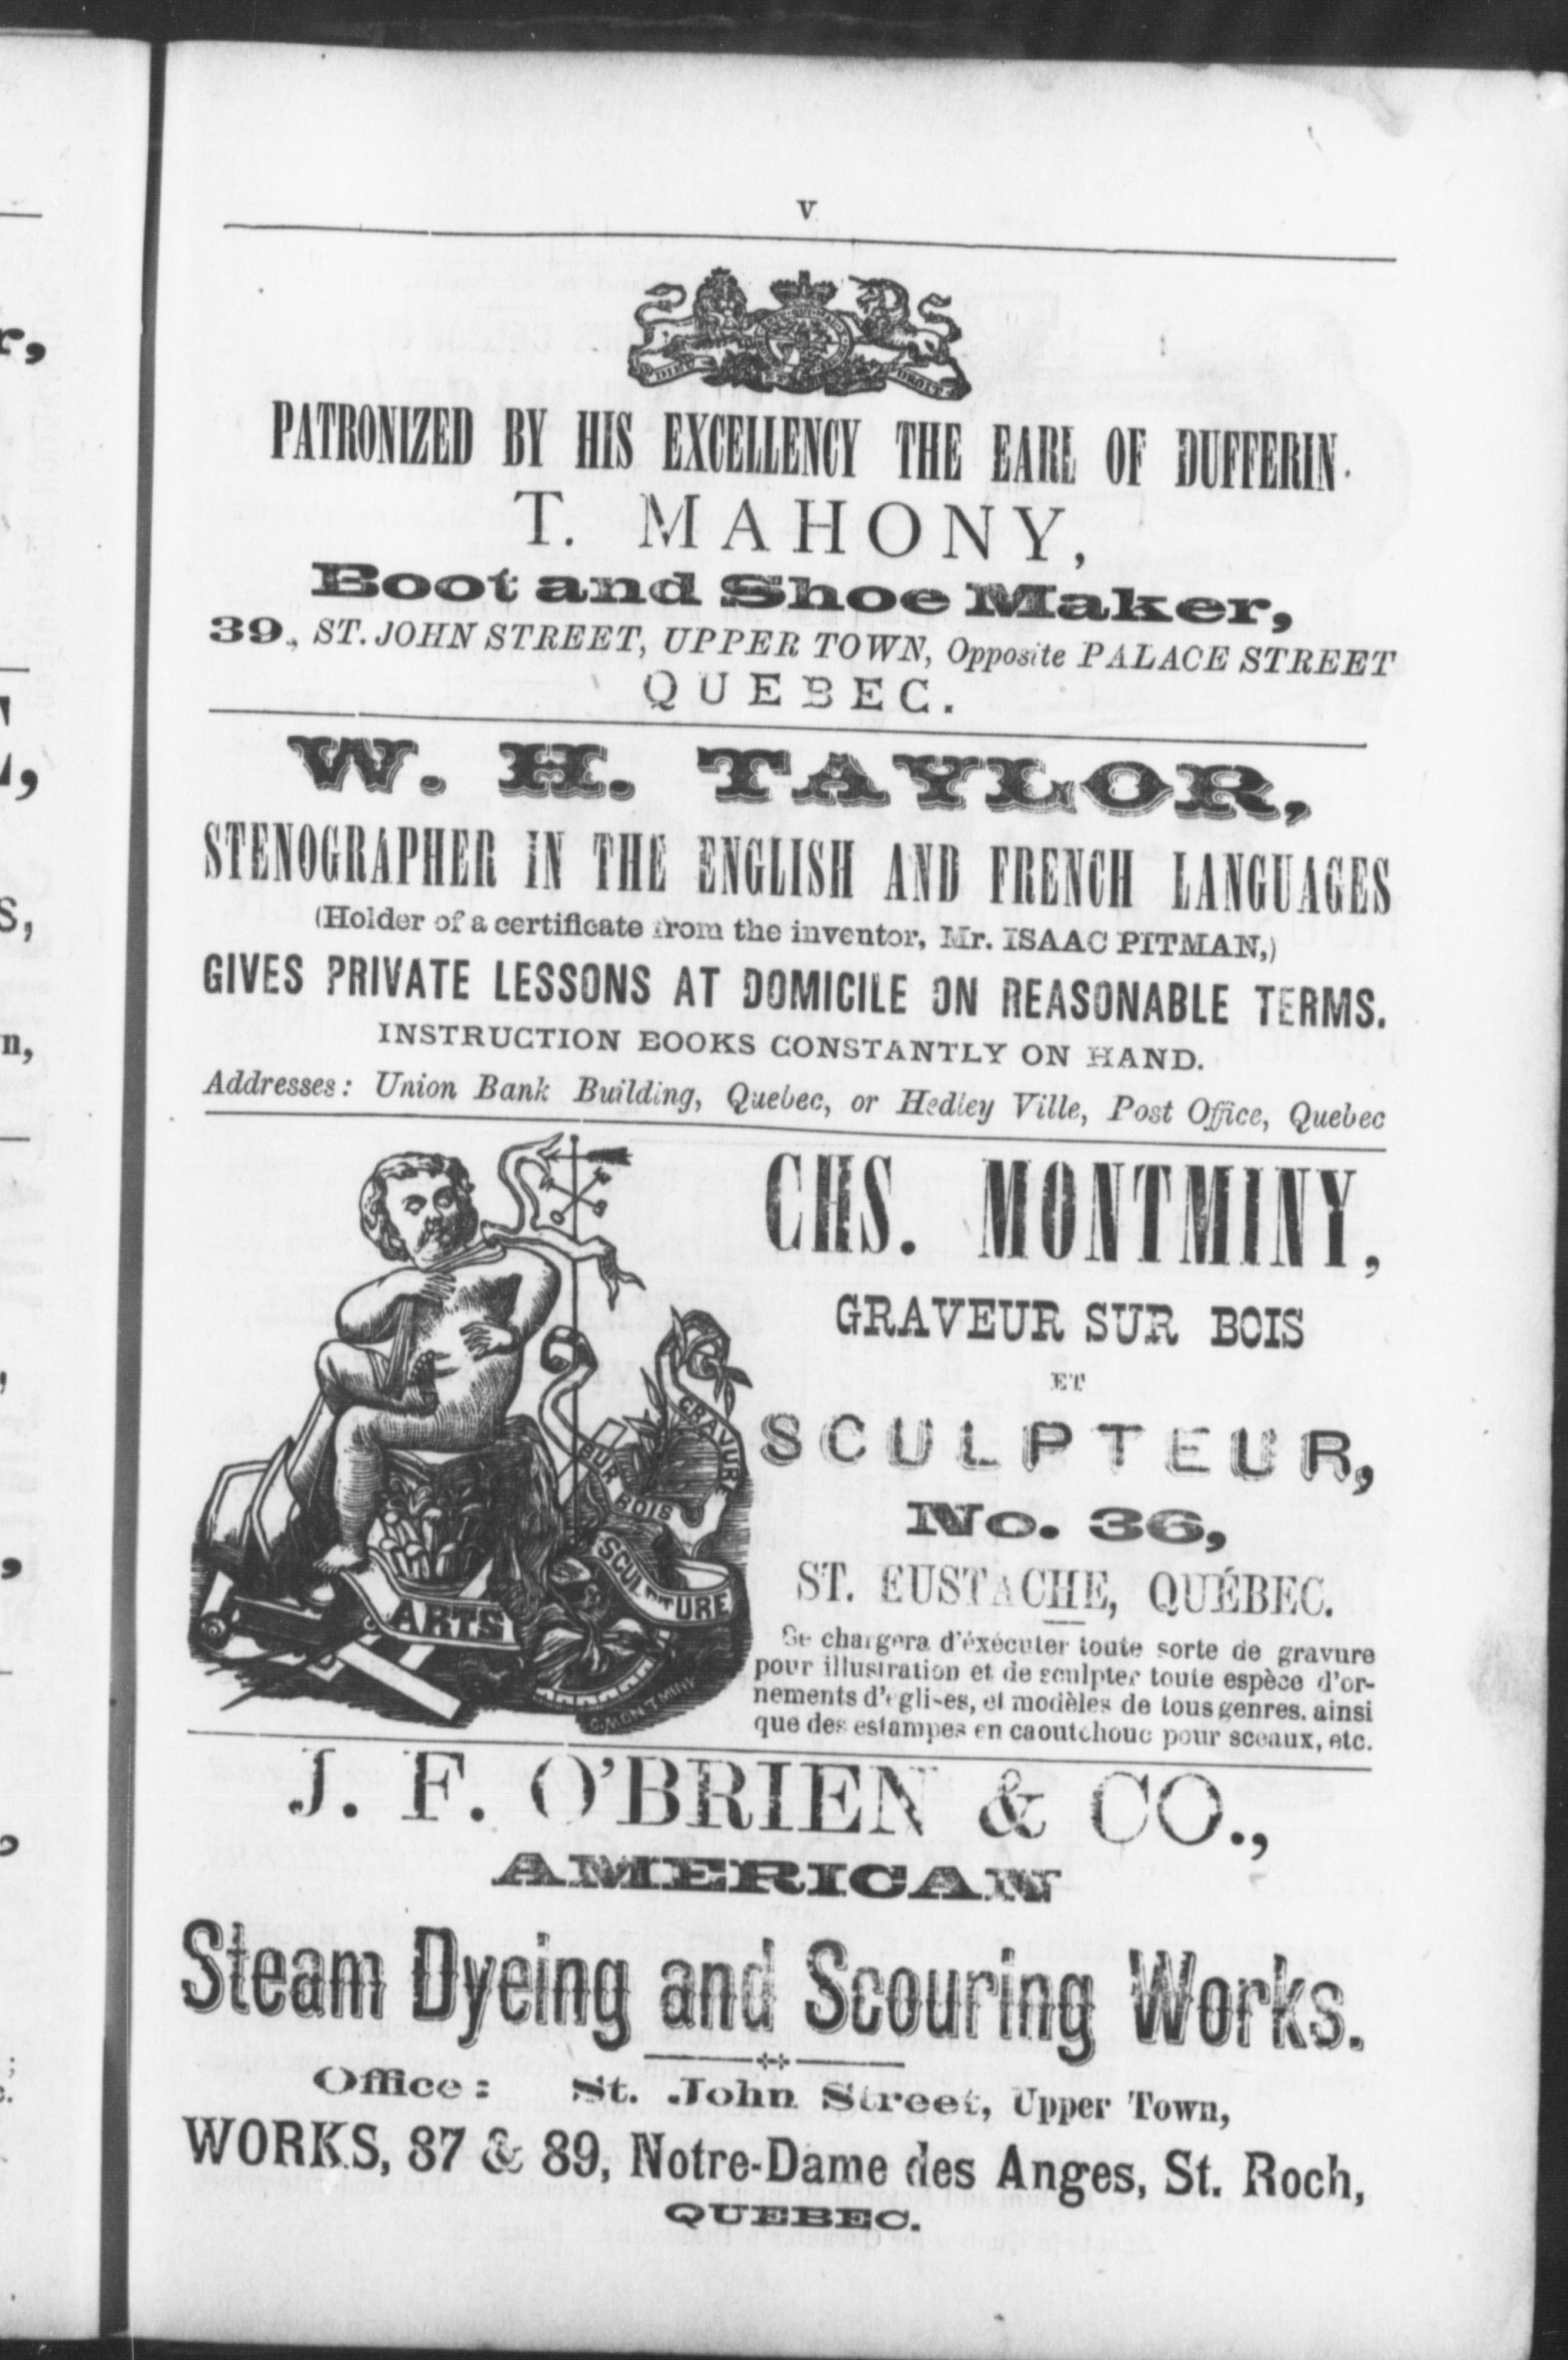 v
DIEU ET DROIT
PATRONIZED BY HIS EXCELLENCY THE EARL OF DUFFERIN.
T. MAHONY,
Boot and Shoe Maker,
39., ST. JOHN STREET, UPPER TOWN, Opposite PALACE STREET
QUEBEC.
W. H. TAYLOR,
STENOGRAPHER IN THE ENGLISH AND FRENCH LANGUAGES
(Holder of a certificate from the inventor, Mr. ISAAC PITMAN,)
GIVES PRIVATE LESSONS AT DOMICILE ON REASONABLE TERMS.
INSTRUCTION BOOKS CONSTANTLY ON HAND.
Addresses: Union Bank Building, Quebec, or Hedley Ville, Post Office, Quebec
GRAVURE
SUR BOIS
SCULPTURE
ARTS
C. MONTMINY
CHS. MONTMINY,
GRAVEUR SUR BOIS
ET
SCULPTEUR,
No. 36,
ST. EUSTACHE, QUÉBEC.
Se chargera d'éxécuter toute sorte de gravure
pour illustration et de sculpter toute espèce d'or-
nements d'églises, et modèles de tous genres. ainsi
que des estampes en caoutchouc pour sceaux, etc.
J. F. O'BRIEN & CO.,
AMERICAN
Steam Dyeing and Scouring Works.
Office: St. John Street, Upper Town,
WORKS, 87 & 89, Notre-Dame des Anges, St. Roch,
QUEBEC.